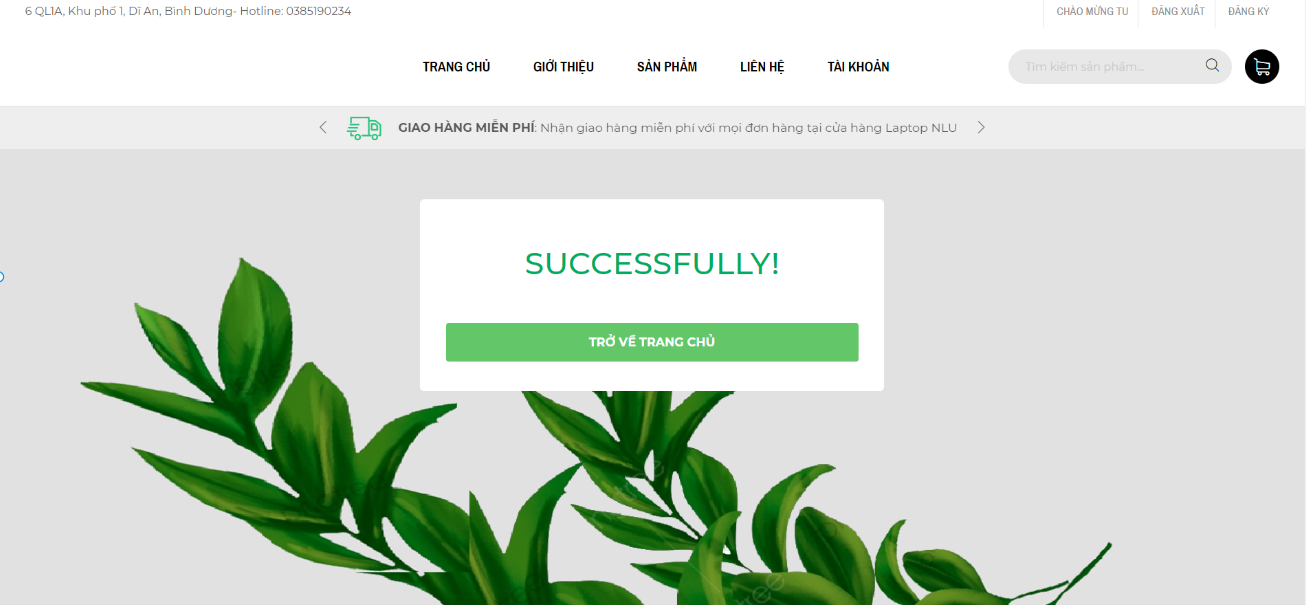 6 QL1A, Khu phố 1, Dĩ An, Bình Dương- Hotline: 0385190234
CHÀO MỪNG TU
ĐĂNG XUẤT
ĐĂNG KÝ
TRANG CHỦ
GIỚI THIỆU
SẢN PHẨM
LIÊN HỆ
TÀI KHOẢN
Tìm kiếm sản phẩm...
GIAO HÀNG MIỄN PHÍ: Nhận giao hàng miễn phí với mọi đơn hàng tại cửa hàng Laptop NLU
SUCCESSFULLY!
TRỞ VỀ TRANG CHỦ